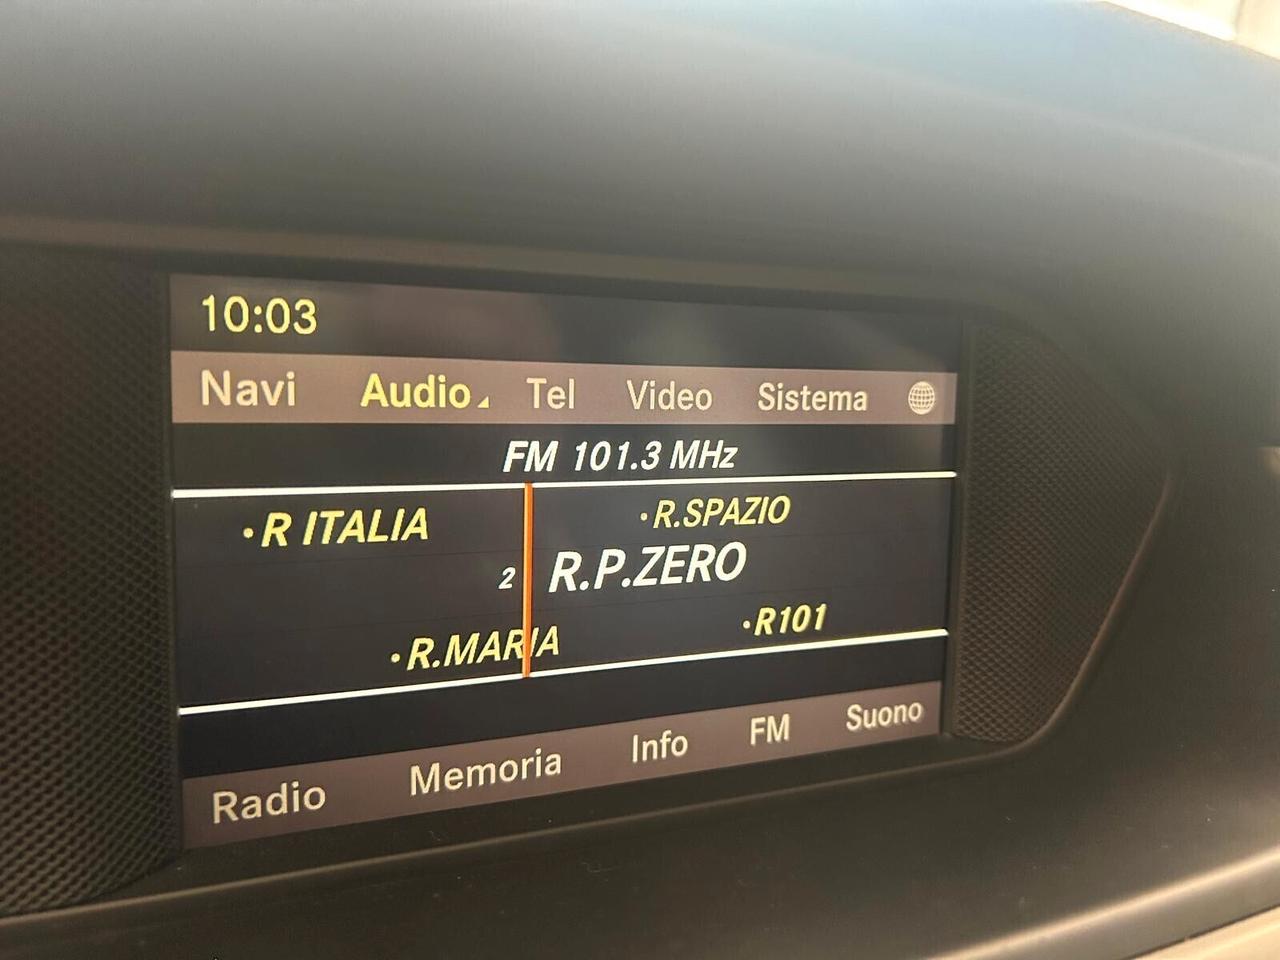 10:03
Navi Audio Tel Video Sistema
FM 101.3 MHz
·R ITALIA ·R.SPAZIO
2 R.P.ZERO
·R.MARIA ·R101
Radio Memoria Info FM Suono